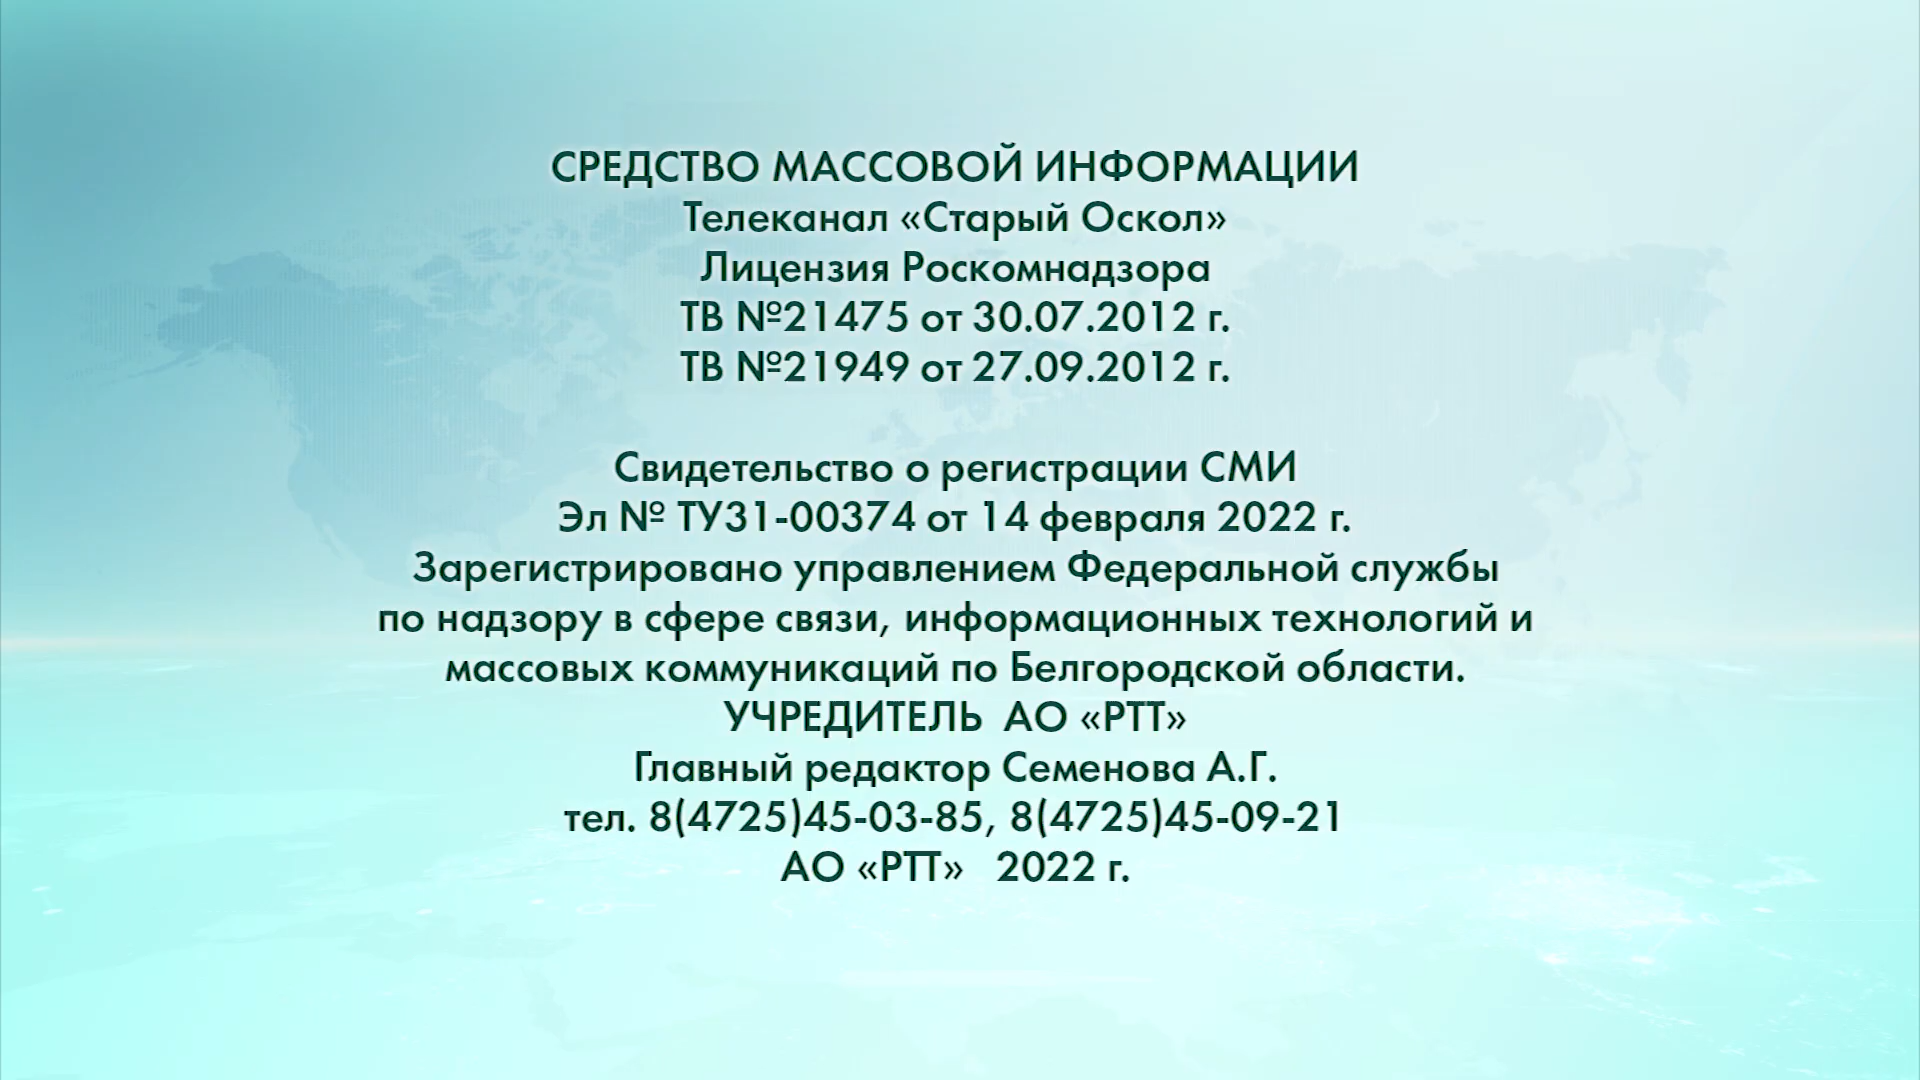 СРЕДСТВО МАССОВОЙ ИНФОРМАЦИИ
Телеканал «Старый Оскол»
Лицензия Роскомнадзора
ТВ №21475 от 30.07.2012 г.
ТВ №21949 от 27.09.2012 г.
Свидетельство о регистрации СМИ
Эл № ТУ31-00374 от 14 февраля 2022 г.
Зарегистрировано управлением Федеральной службы
по надзору в сфере связи, информационных технологий и
массовых коммуникаций по Белгородской области.
УЧРЕДИТЕЛЬ  АО «РТТ»
Главный редактор Семенова А.Г.
тел. 8(4725)45-03-85, 8(4725)45-09-21
АО «РТТ»   2022 г.